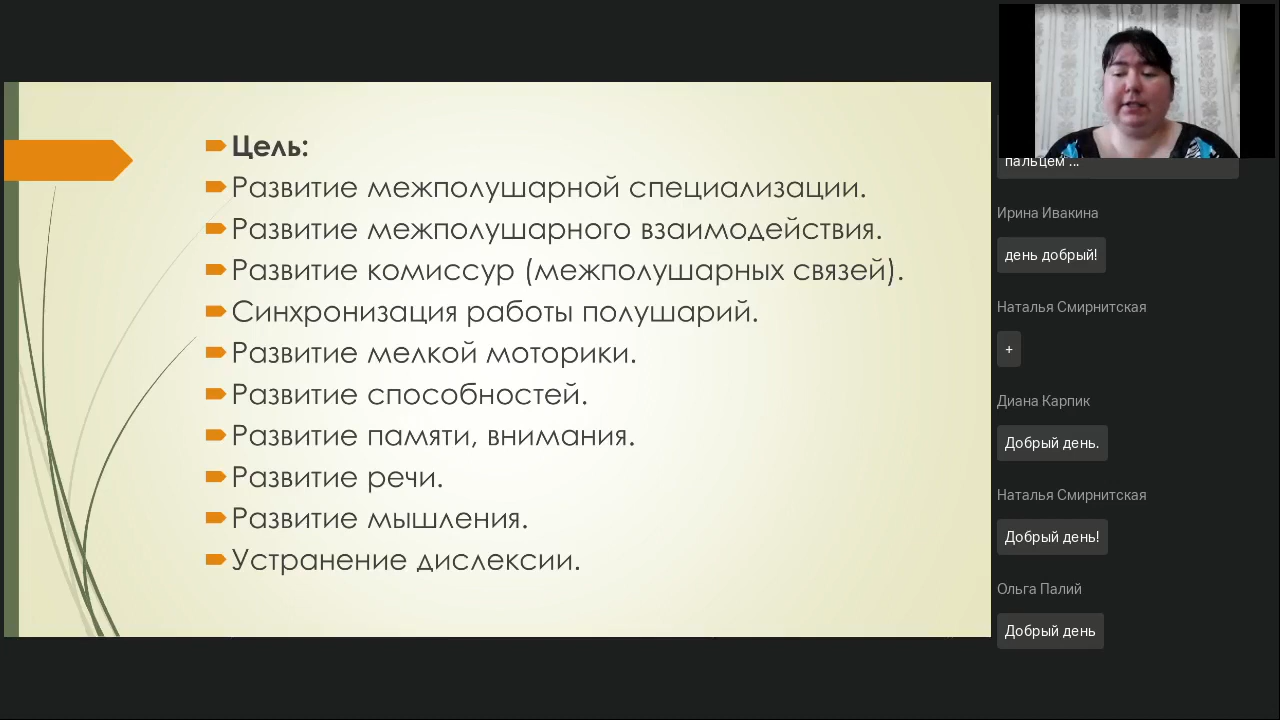 Цель:
Развитие межполушарной специализации.
Развитие межполушарного взаимодействия.
Развитие комиссур (межполушарных связей).
Синхронизация работы полушарий.
Развитие мелкой моторики.
Развитие способностей.
Развитие памяти, внимания.
Развитие речи.
Развитие мышления.
Устранение дислексии.
пальцем ...
Ирина Ивакина
день добрый!
Наталья Смирнитская
+
Диана Карпик
Добрый день.
Наталья Смирнитская
Добрый день!
Ольга Палий
Добрый день